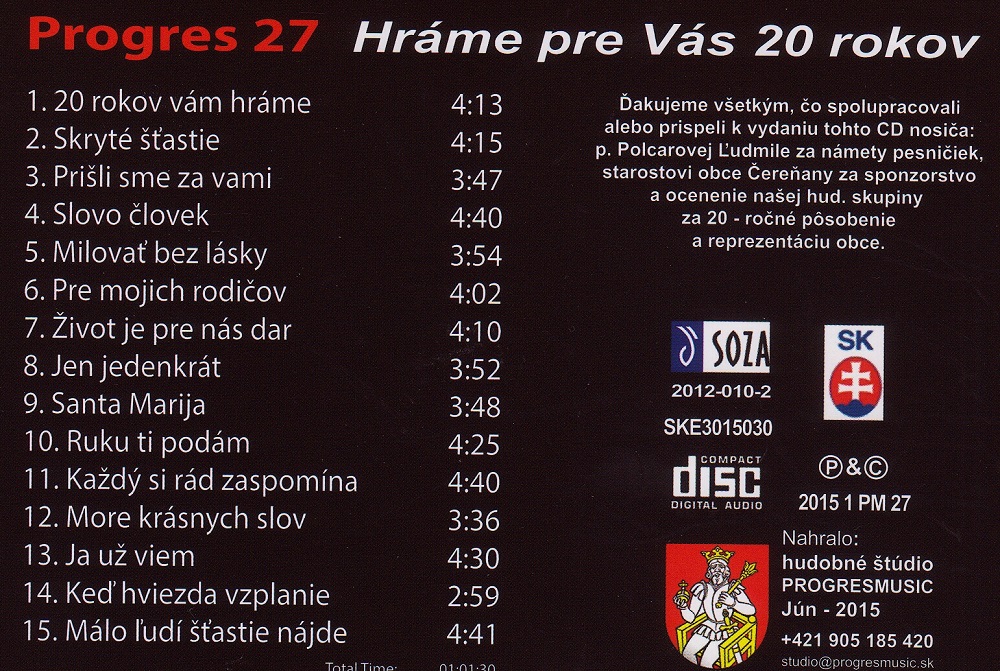 Progres 27 Hráme pre Vás 20 rokov
1. 20 rokov vám hráme 4:13
2. Skryté šťastie 4:15
3. Prišli sme za vami 3:47
4. Slovo človek 4:40
5. Milovať bez lásky 3:54
6. Pre mojich rodičov 4:02
7. Život je pre nás dar 4:10
8. Jen jedenkrát 3:52
9. Santa Marija 3:48
10. Ruku ti podám 4:25
11. Každý si rád zaspomína 4:40
12. More krásnych slov 3:36
13. Ja už viem 4:30
14. Keď hviezda vzplanie 2:59
15. Málo ľudí šťastie nájde 4:41
Total Time: 01:01:30
Ďakujeme všetkým, čo spolupracovali
alebo prispeli k vydaniu tohto CD nosiča:
p. Polcarovej Ľudmile za námety pesničiek,
starostovi obce Čereňany za sponzorstvo
a ocenenie našej hud. skupiny
za 20 - ročné pôsobenie
a reprezentáciu obce.
SOZA
2012-010-2
SKE3015030
COMPACT
disc
DIGITAL AUDIO
SK
Ⓟ & Ⓒ
2015 1 PM 27
Nahralo:
hudobné štúdio
PROGRESMUSIC
Jún - 2015
+421 905 185 420
studio@progresmusic.sk